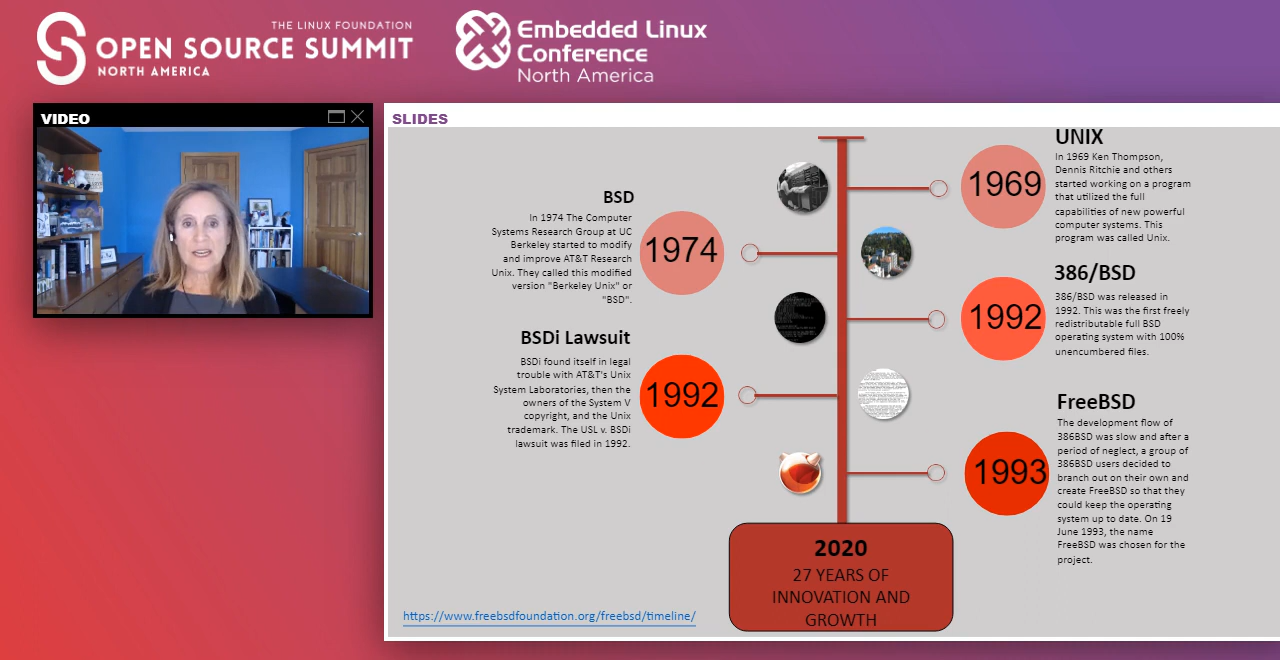 THE LINUX FOUNDATION
OPEN SOURCE SUMMIT
NORTH AMERICA
Embedded Linux
Conference
North America
VIDEO
SLIDES
UNIX
In 1969 Ken Thompson,
Dennis Ritchie and others
started working on a program
that utilized the full
capabilities of new powerful
computer systems. This
program was called Unix.
1969
BSD
In 1974 The Computer
Systems Research Group at UC
Berkeley started to modify
and improve AT&T Research
Unix. They called this modified
version "Berkeley Unix" or
"BSD".
1974
386/BSD
386/BSD was released in
1992. This was the first freely
redistributable full BSD
operating system with 100%
unencumbered files.
1992
BSDi Lawsuit
BSDi found itself in legal
trouble with AT&T's Unix
System Laboratories, then the
owners of the System V
copyright, and the Unix
trademark. The USL v. BSDi
lawsuit was filed in 1992.
1992
FreeBSD
The development flow of
386BSD was slow and after a
period of neglect, a group of
386BSD users decided to
branch out on their own and
create FreeBSD so that they
could keep the operating
system up to date. On 19
June 1993, the name
FreeBSD was chosen for the
project.
1993
2020
27 YEARS OF
INNOVATION AND
GROWTH
https://www.freebsdfoundation.org/freebsd/timeline/